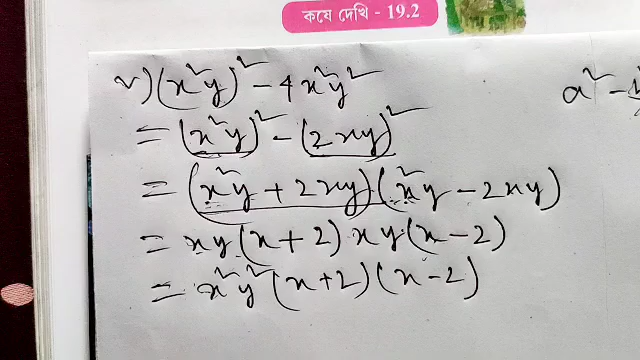 কষে দেখি - 19.2
v) (x²y)² - 4x²y²
a² -
= (x²y)² - (2xy)²
= (x²y + 2xy) (x²y - 2xy)
= xy (x + 2) xy (x - 2)
= x²y² (x+2) (x - 2)